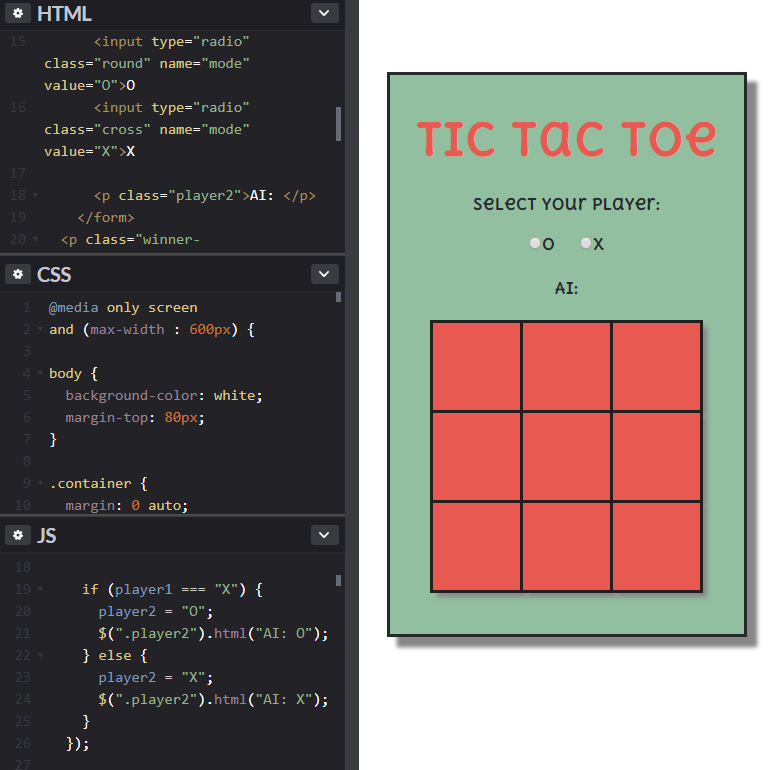 HTML
15 <input type="radio"
class="round" name="mode"
value="O">O
16 <input type="radio"
class="cross" name="mode"
value="X">X
17
18 <p class="player2">AI: </p>
19 </form>
20 <p class="winner-
CSS
1 @media only screen
2 and (max-width : 600px) {
3
4 body {
5 background-color: white;
6 margin-top: 80px;
7 }
8
9 .container {
10 margin: 0 auto;
JS
18
19 if (player1 === "X") {
20 player2 = "O";
21 $(".player2").html("AI: O");
22 } else {
23 player2 = "X";
24 $(".player2").html("AI: X");
25 }
26 });
27
Tic Tac Toe
Select your player:
O X
AI: